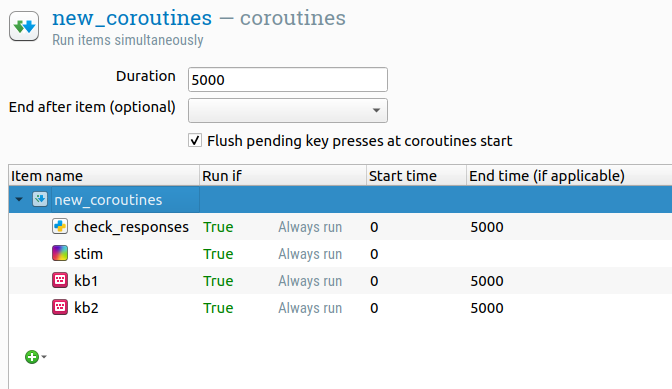 new_coroutines — coroutines
Run items simultaneously
Duration 5000
End after item (optional)
Flush pending key presses at coroutines start
Item name Run if Start time End time (if applicable)
new_coroutines
check_responses True Always run 0 5000
stim True Always run 0
kb1 True Always run 0 5000
kb2 True Always run 0 5000